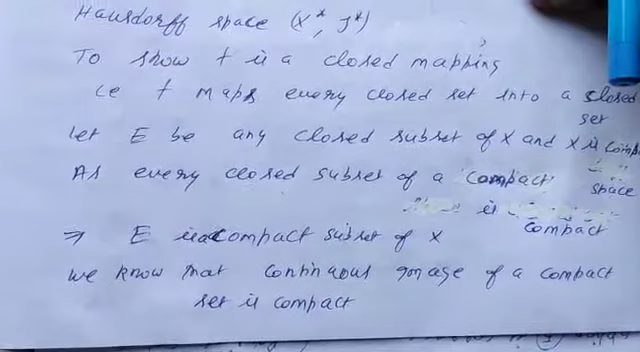 Hausdorff space (X*, J*)
To show f is a closed mapping
ie f maps every closed set into a closed
set
Let E be any closed subset of X and X is comp
As every closed subset of a compact
space
is
compact
⇒ E is a compact subset of X
we know that continuous image of a compact
set is compact